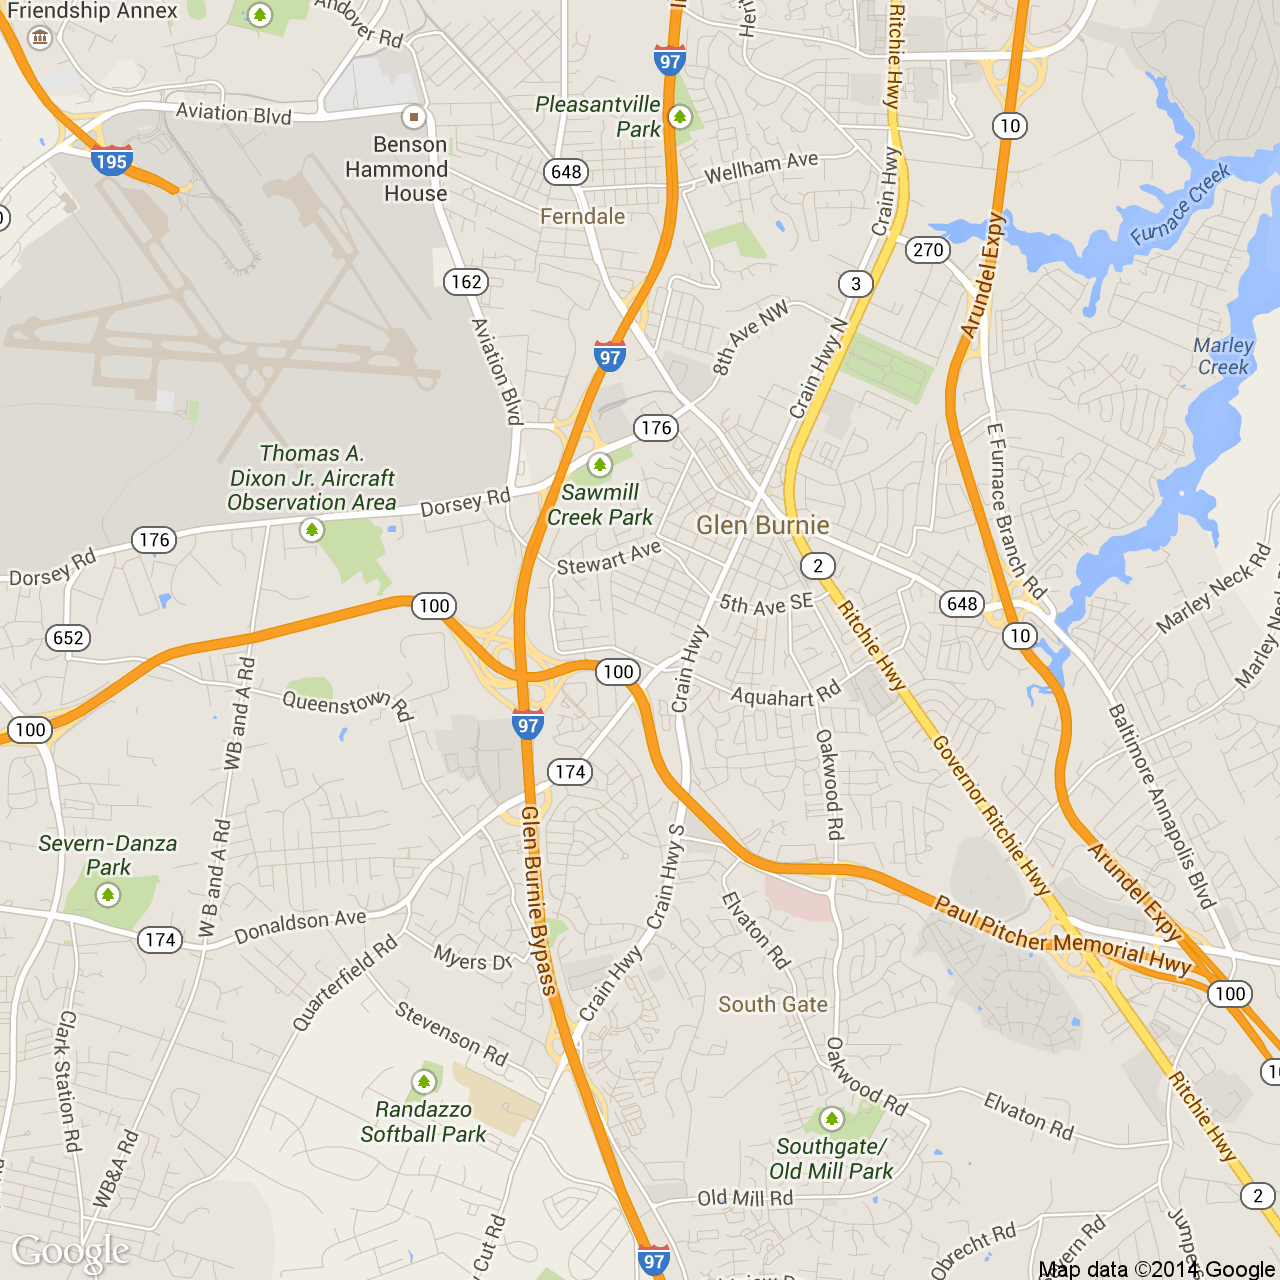 Friendship Annex
Andover Rd
97
Ritchie Hwy
Aviation Blvd
Pleasantville
Park
10
195
Benson
Hammond
House
648
Wellham Ave
Crain Hwy
Furnace Creek
Ferndale
270
162
3
Arundel Expy
Aviation Blvd
97
8th Ave NW
Crain Hwy N
Marley
Creek
176
E Furnace Branch Rd
Thomas A.
Dixon Jr. Aircraft
Observation Area
Dorsey Rd
Sawmill
Creek Park
Glen Burnie
176
Dorsey Rd
Stewart Ave
2
Marley Neck Rd
100
5th Ave SE
648
Ritchie Hwy
652
10
Marley Neck
WB and A Rd
Queenstown Rd
100
Crain Hwy
Aquahart Rd
100
97
Oakwood Rd
Governor Ritchie Hwy
Baltimore Annapolis Blvd
174
Glen Burnie Bypass
Severn-Danza
Park
W B and A Rd
Crain Hwy S
Elvaton Rd
Arundel Expy
Paul Pitcher Memorial Hwy
174
Donaldson Ave
Quarterfield Rd
Myers Dr
Crain Hwy
South Gate
100
Clark Station Rd
Stevenson Rd
Oakwood Rd
Ritchie Hwy
Randazzo
Softball Park
Elvaton Rd
Southgate/
Old Mill Park
WB&A Rd
Old Mill Rd
2
Cut Rd
Obrecht Rd
97
Google
Map data ©2014 Google